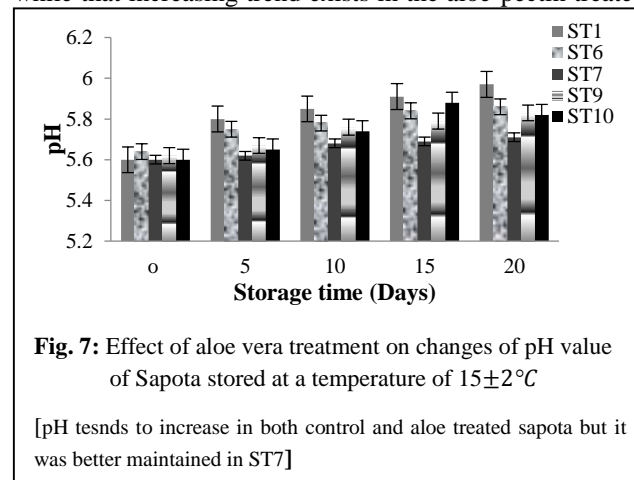 while that increasing trend exists in the aloe pectin treate
6.2
6
5.8
5.6
5.4
5.2
pH
ST1
ST6
ST7
ST9
ST10
o 5 10 15 20
Storage time (Days)
Fig. 7: Effect of aloe vera treatment on changes of pH value
of Sapota stored at a temperature of 15±2°C
[pH tesnds to increase in both control and aloe treated sapota but it
was better maintained in ST7]